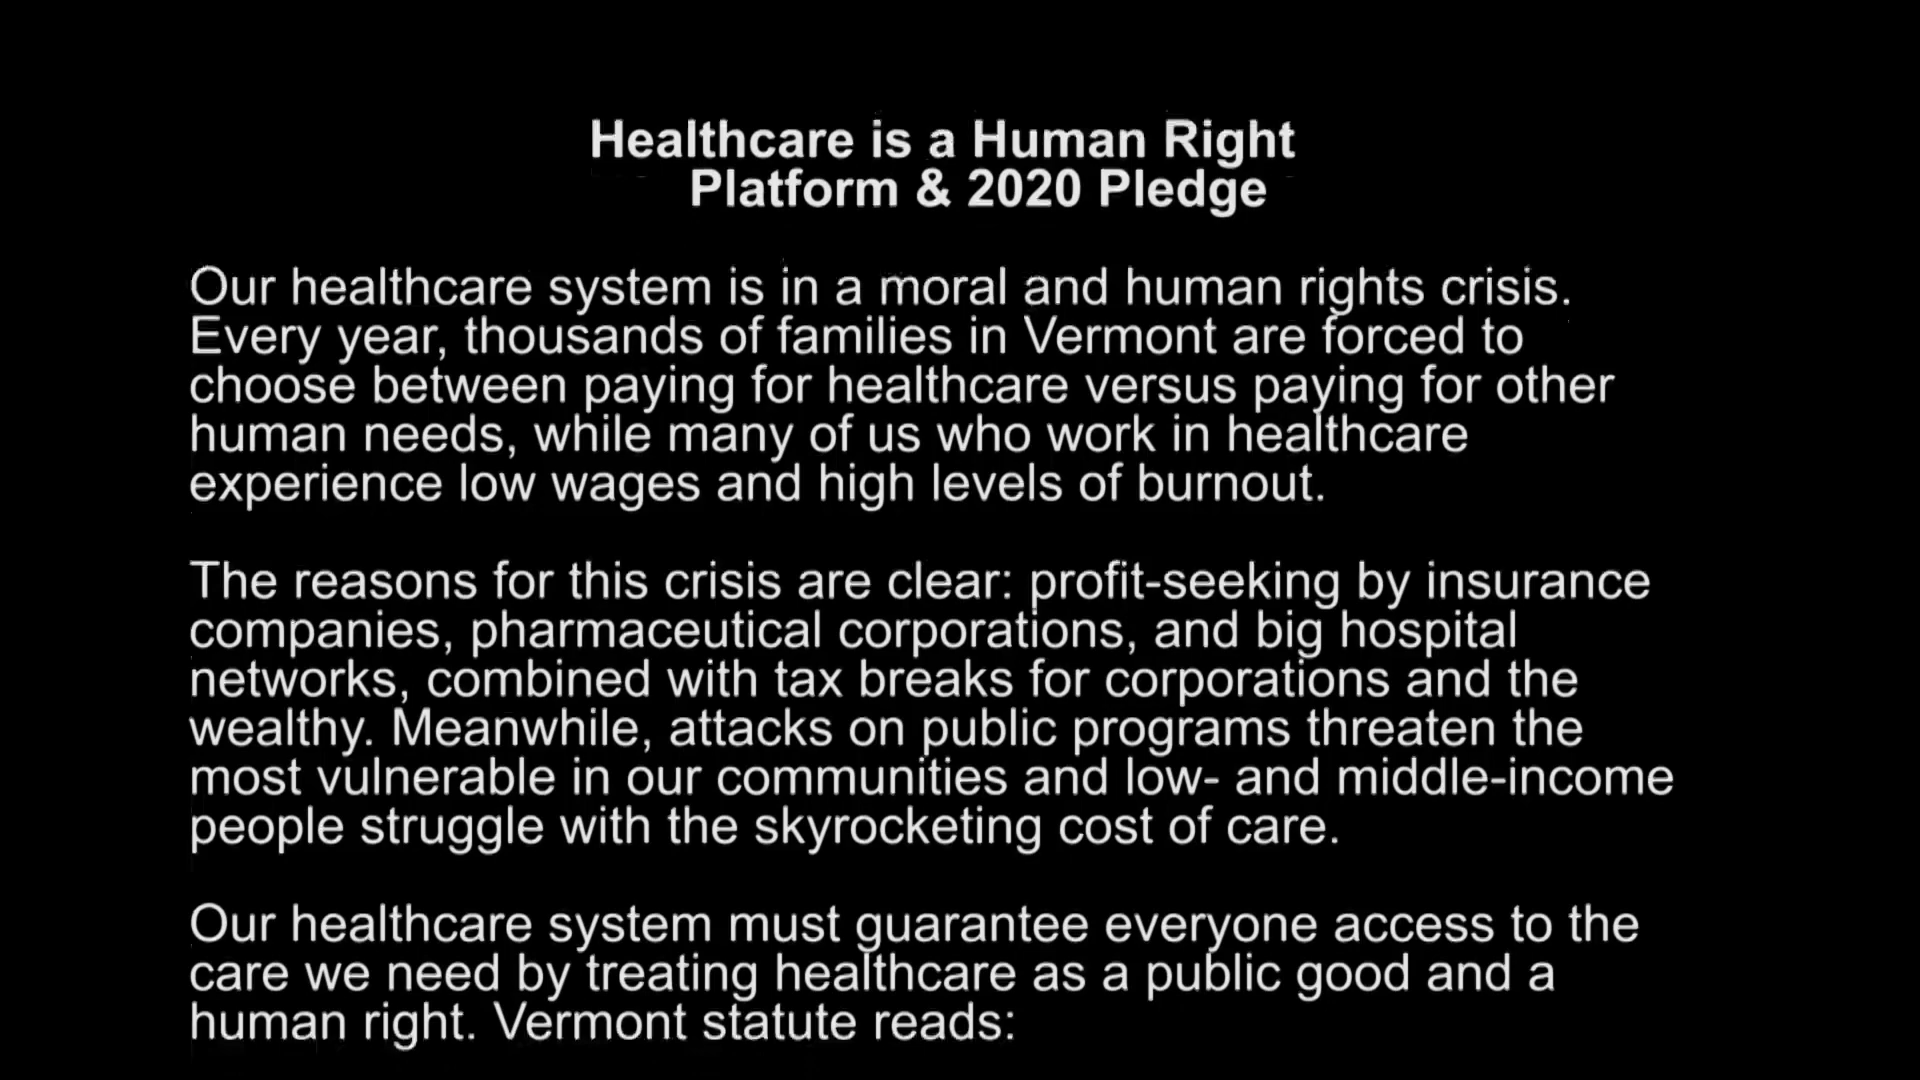 Healthcare is a Human Right
Platform & 2020 Pledge
Our healthcare system is in a moral and human rights crisis.
Every year, thousands of families in Vermont are forced to
choose between paying for healthcare versus paying for other
human needs, while many of us who work in healthcare
experience low wages and high levels of burnout.
The reasons for this crisis are clear: profit-seeking by insurance
companies, pharmaceutical corporations, and big hospital
networks, combined with tax breaks for corporations and the
wealthy. Meanwhile, attacks on public programs threaten the
most vulnerable in our communities and low- and middle-income
people struggle with the skyrocketing cost of care.
Our healthcare system must guarantee everyone access to the
care we need by treating healthcare as a public good and a
human right. Vermont statute reads: